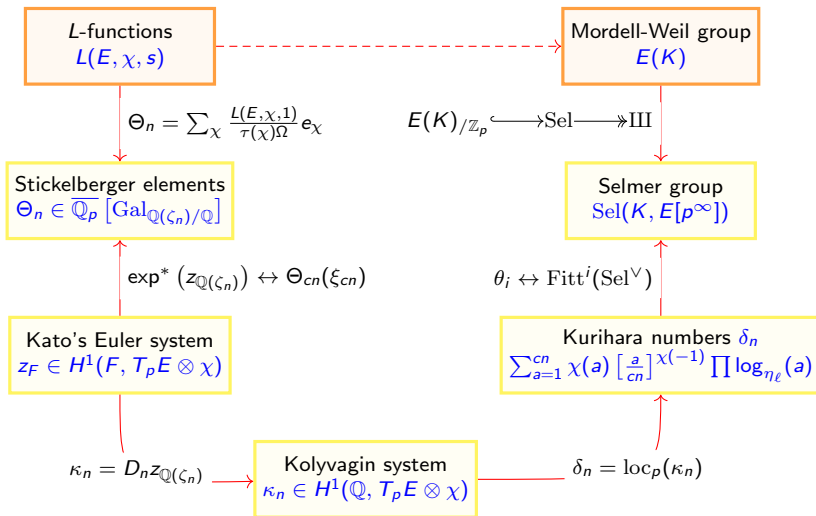 L-functions
L(E, χ, s)
Mordell-Weil group
E(K)
Θ_n = ∑_χ \frac{L(E,χ,1)}{τ(χ)Ω} e_χ
E(K)_{/ℤ_p} ↪ Sel ↠ Ш
Stickelberger elements
Θ_n ∈ \overline{ℚ_p} [Gal_{ℚ(ζ_n)/ℚ}]
Selmer group
Sel(K, E[p^∞])
exp* (z_{ℚ(ζ_n)}) ↔ Θ_{cn}(ξ_{cn})
θ_i ↔ Fitt^i(Sel^∨)
Kato's Euler system
z_F ∈ H^1(F, T_pE ⊗ χ)
Kurihara numbers δ_n
∑_{a=1}^{cn} χ(a) [\frac{a}{cn}]^{χ(−1)} ∏ log_{η_ℓ}(a)
κ_n = D_n z_{ℚ(ζ_n)}
Kolyvagin system
κ_n ∈ H^1(ℚ, T_pE ⊗ χ)
δ_n = loc_p(κ_n)